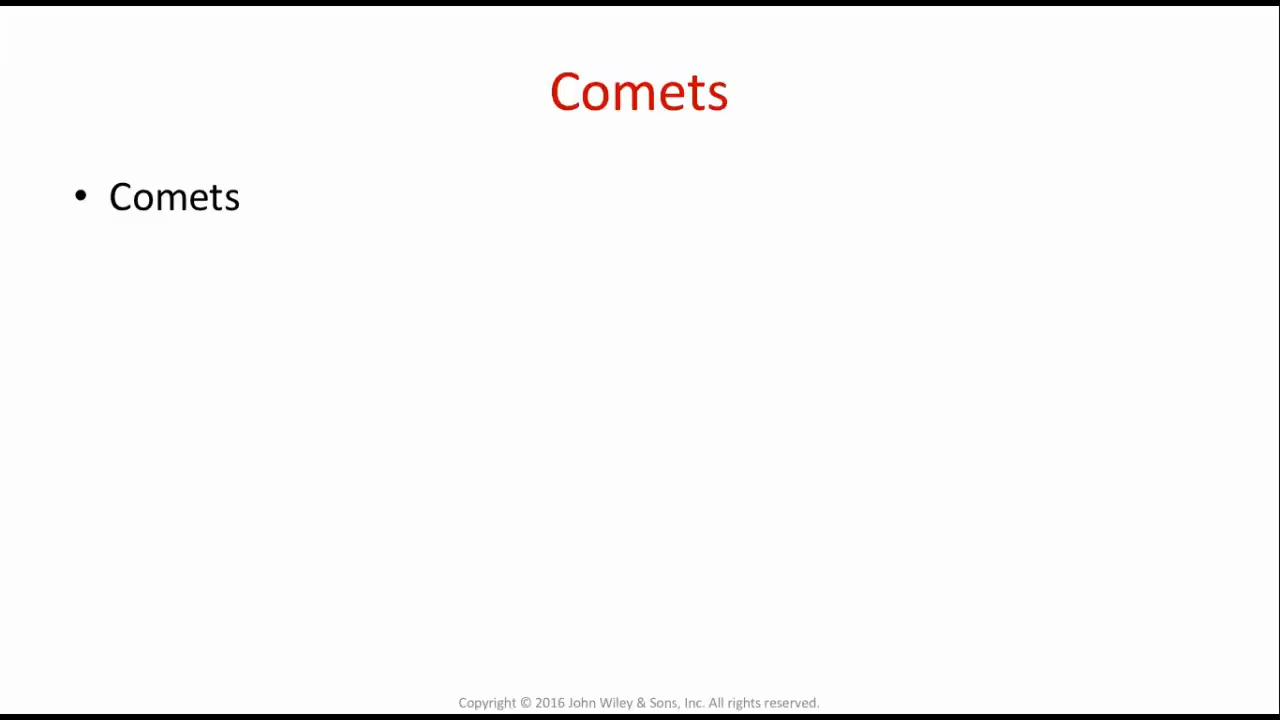 Comets
• Comets
Copyright © 2016 John Wiley & Sons, Inc. All rights reserved.